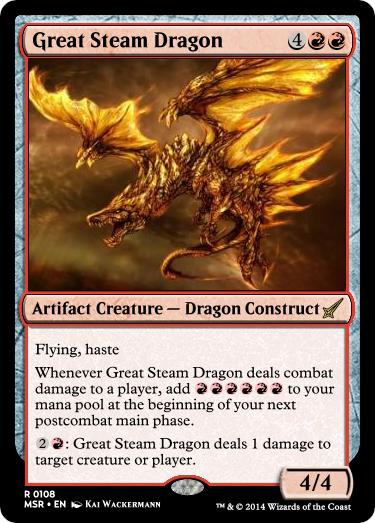 Great Steam Dragon 4
Artifact Creature — Dragon Construct
Flying, haste
Whenever Great Steam Dragon deals combat
damage to a player, add to your
mana pool at the beginning of your next
postcombat main phase.
2 : Great Steam Dragon deals 1 damage to
target creature or player.
4/4
R 0108
MSR • EN Kai Wackermann
™ & © 2014 Wizards of the Coast